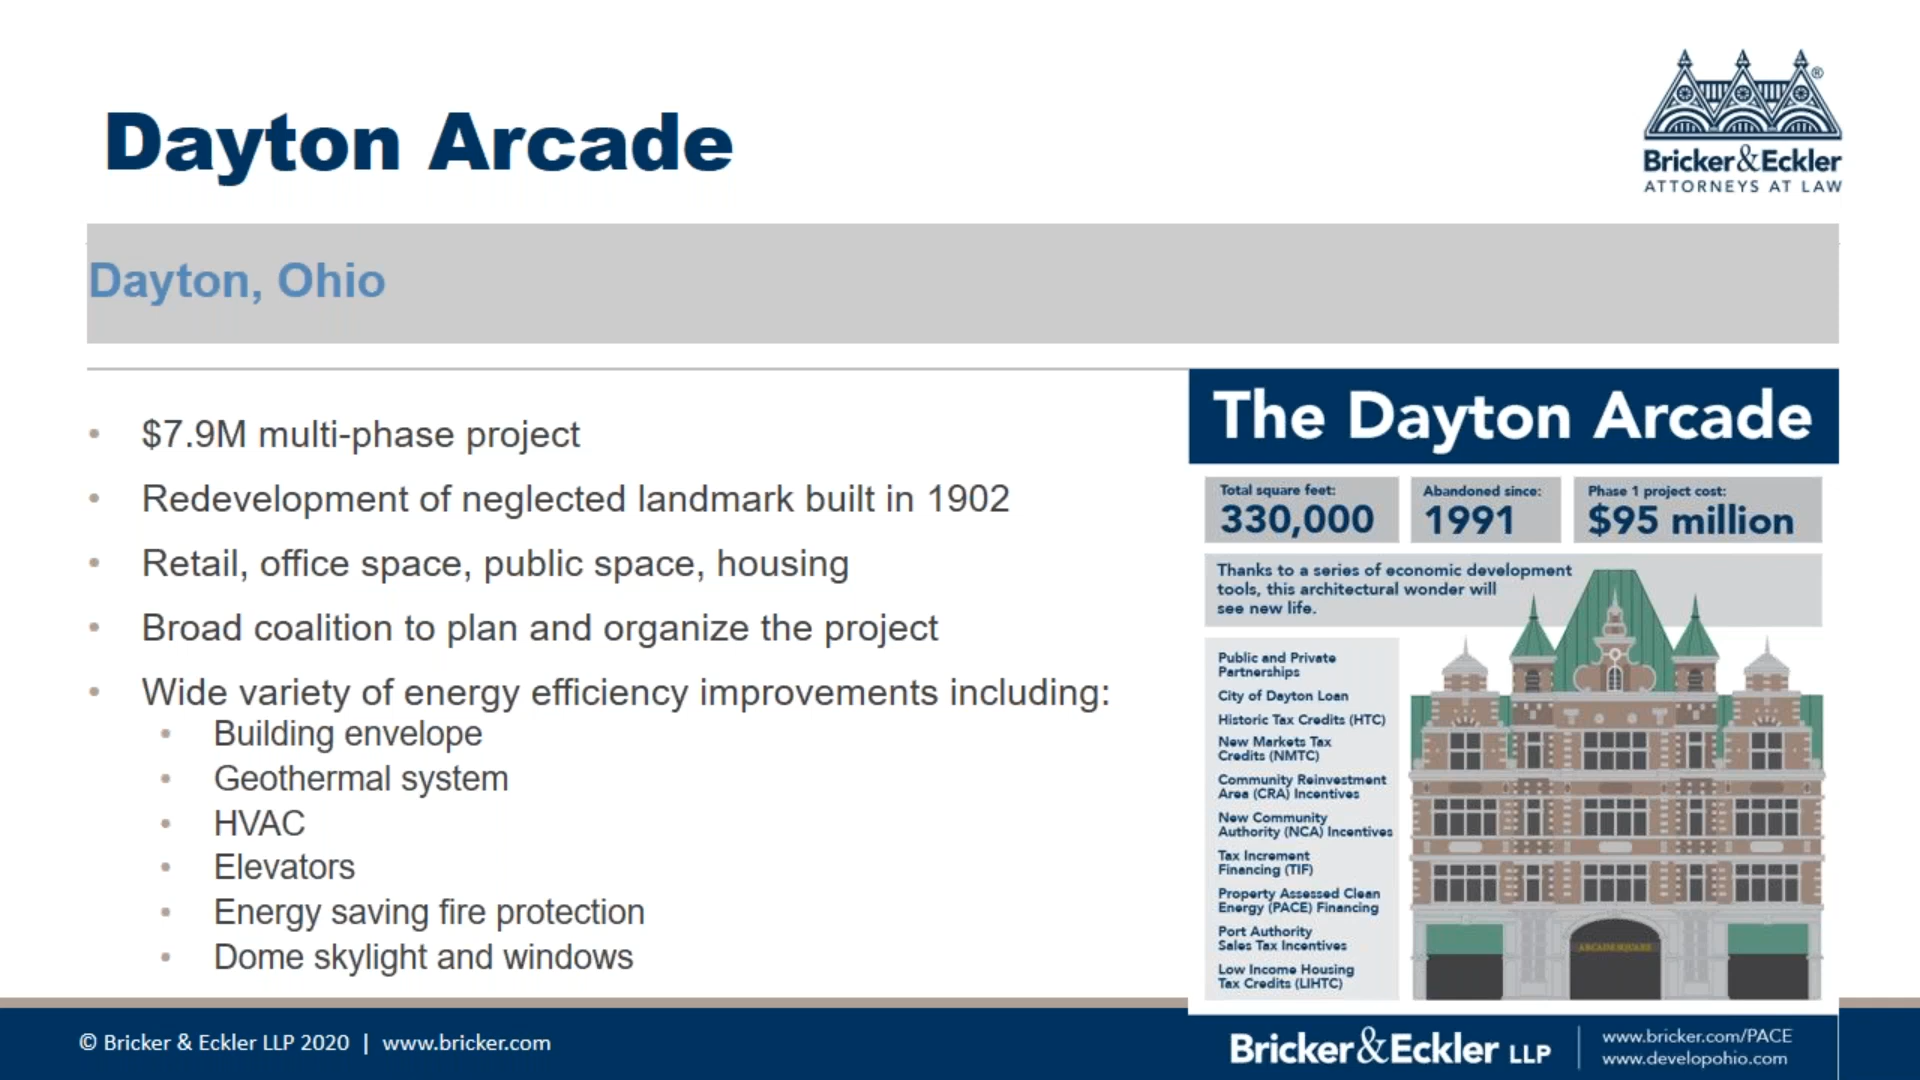 Dayton Arcade
Bricker&Eckler
ATTORNEYS AT LAW
®
Dayton, Ohio
• $7.9M multi-phase project
• Redevelopment of neglected landmark built in 1902
• Retail, office space, public space, housing
• Broad coalition to plan and organize the project
• Wide variety of energy efficiency improvements including:
• Building envelope
• Geothermal system
• HVAC
• Elevators
• Energy saving fire protection
• Dome skylight and windows
The Dayton Arcade
Total square feet:
330,000
Abandoned since:
1991
Phase 1 project cost:
$95 million
Thanks to a series of economic development
tools, this architectural wonder will
see new life.
Public and Private
Partnerships
City of Dayton Loan
Historic Tax Credits (HTC)
New Markets Tax
Credits (NMTC)
Community Reinvestment
Area (CRA) Incentives
New Community
Authority (NCA) Incentives
Tax Increment
Financing (TIF)
Property Assessed Clean
Energy (PACE) Financing
Port Authority
Sales Tax Incentives
Low Income Housing
Tax Credits (LIHTC)
ARCADE SQUARE
© Bricker & Eckler LLP 2020 | www.bricker.com
Bricker&Eckler LLP
www.bricker.com/PACE
www.developohio.com